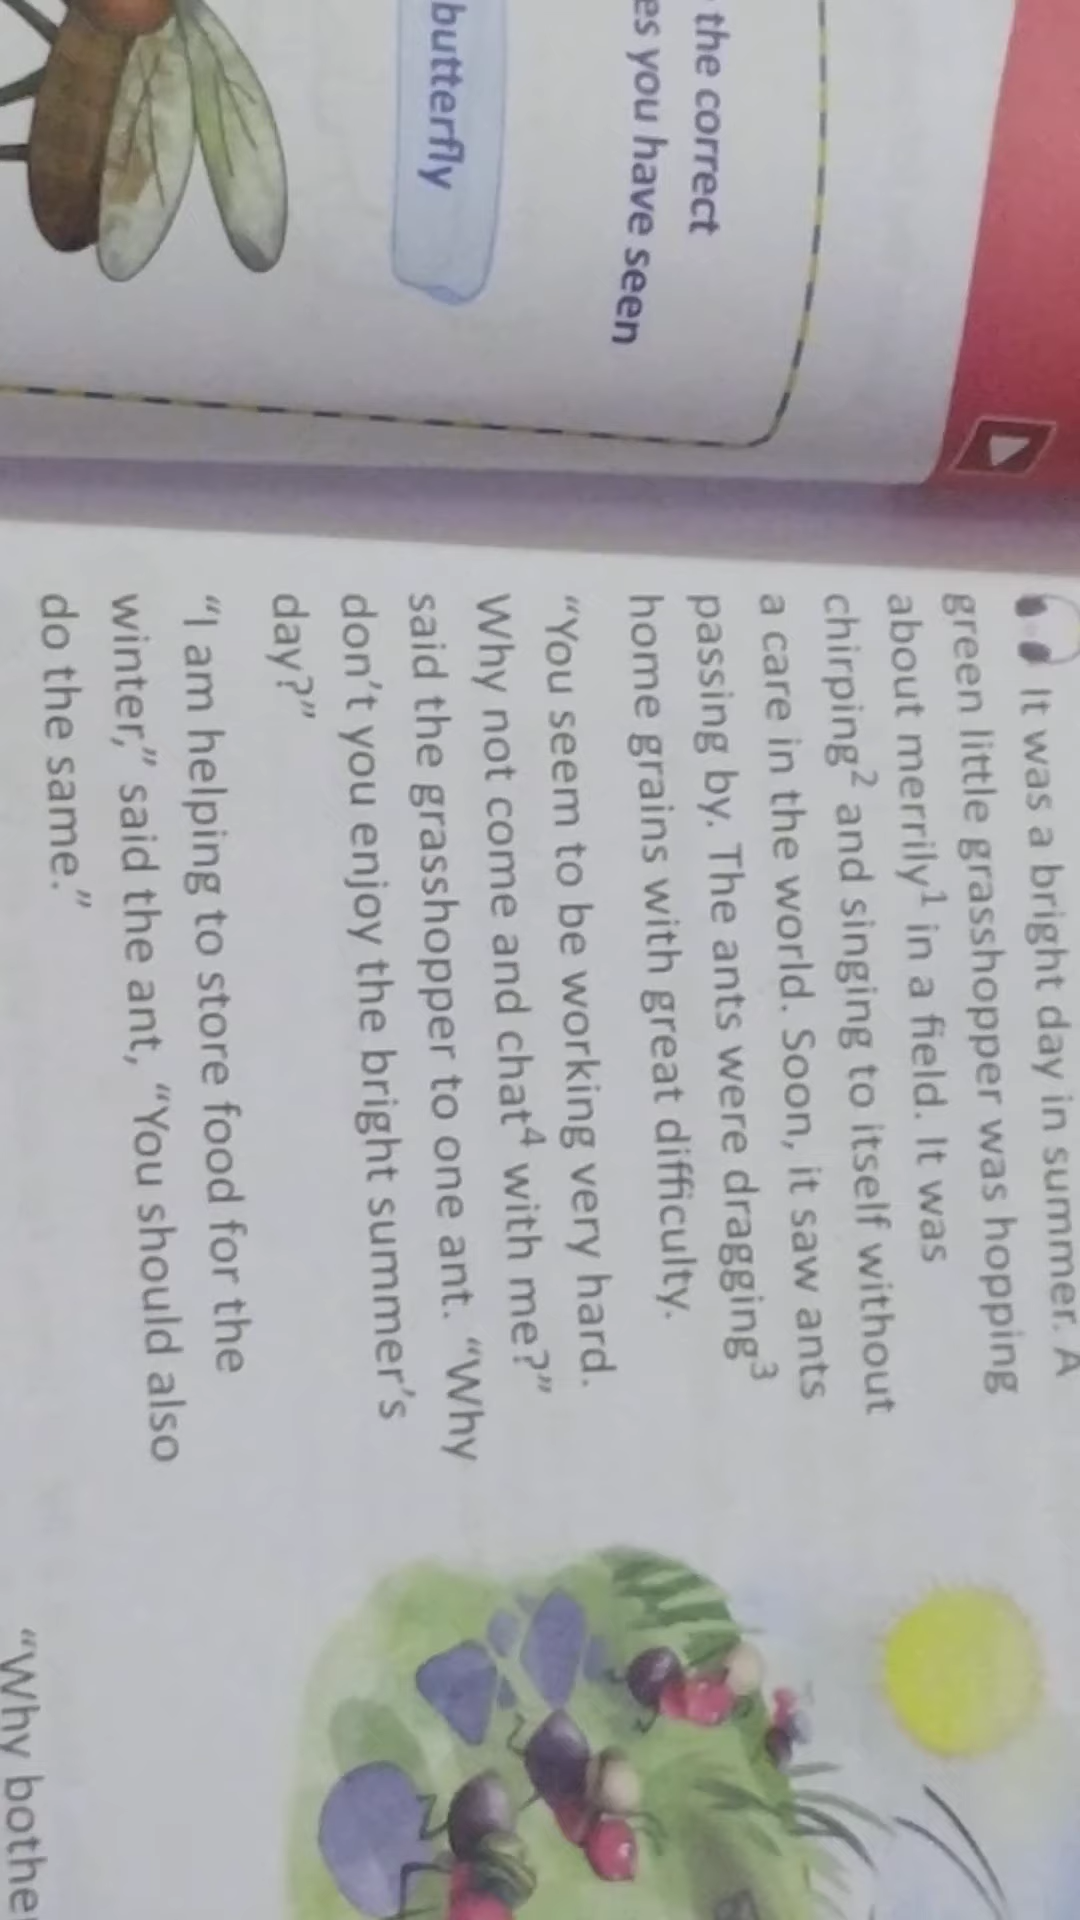 the correct
es you have seen
butterfly
It was a bright day in summer. A
green little grasshopper was hopping
about merrily¹ in a field. It was
chirping² and singing to itself without
a care in the world. Soon, it saw ants
passing by. The ants were dragging³
home grains with great difficulty.
“You seem to be working very hard.
Why not come and chat⁴ with me?”
said the grasshopper to one ant. “Why
don’t you enjoy the bright summer’s
day?”
“I am helping to store food for the
winter,” said the ant, “You should also
do the same.”
“Why bother